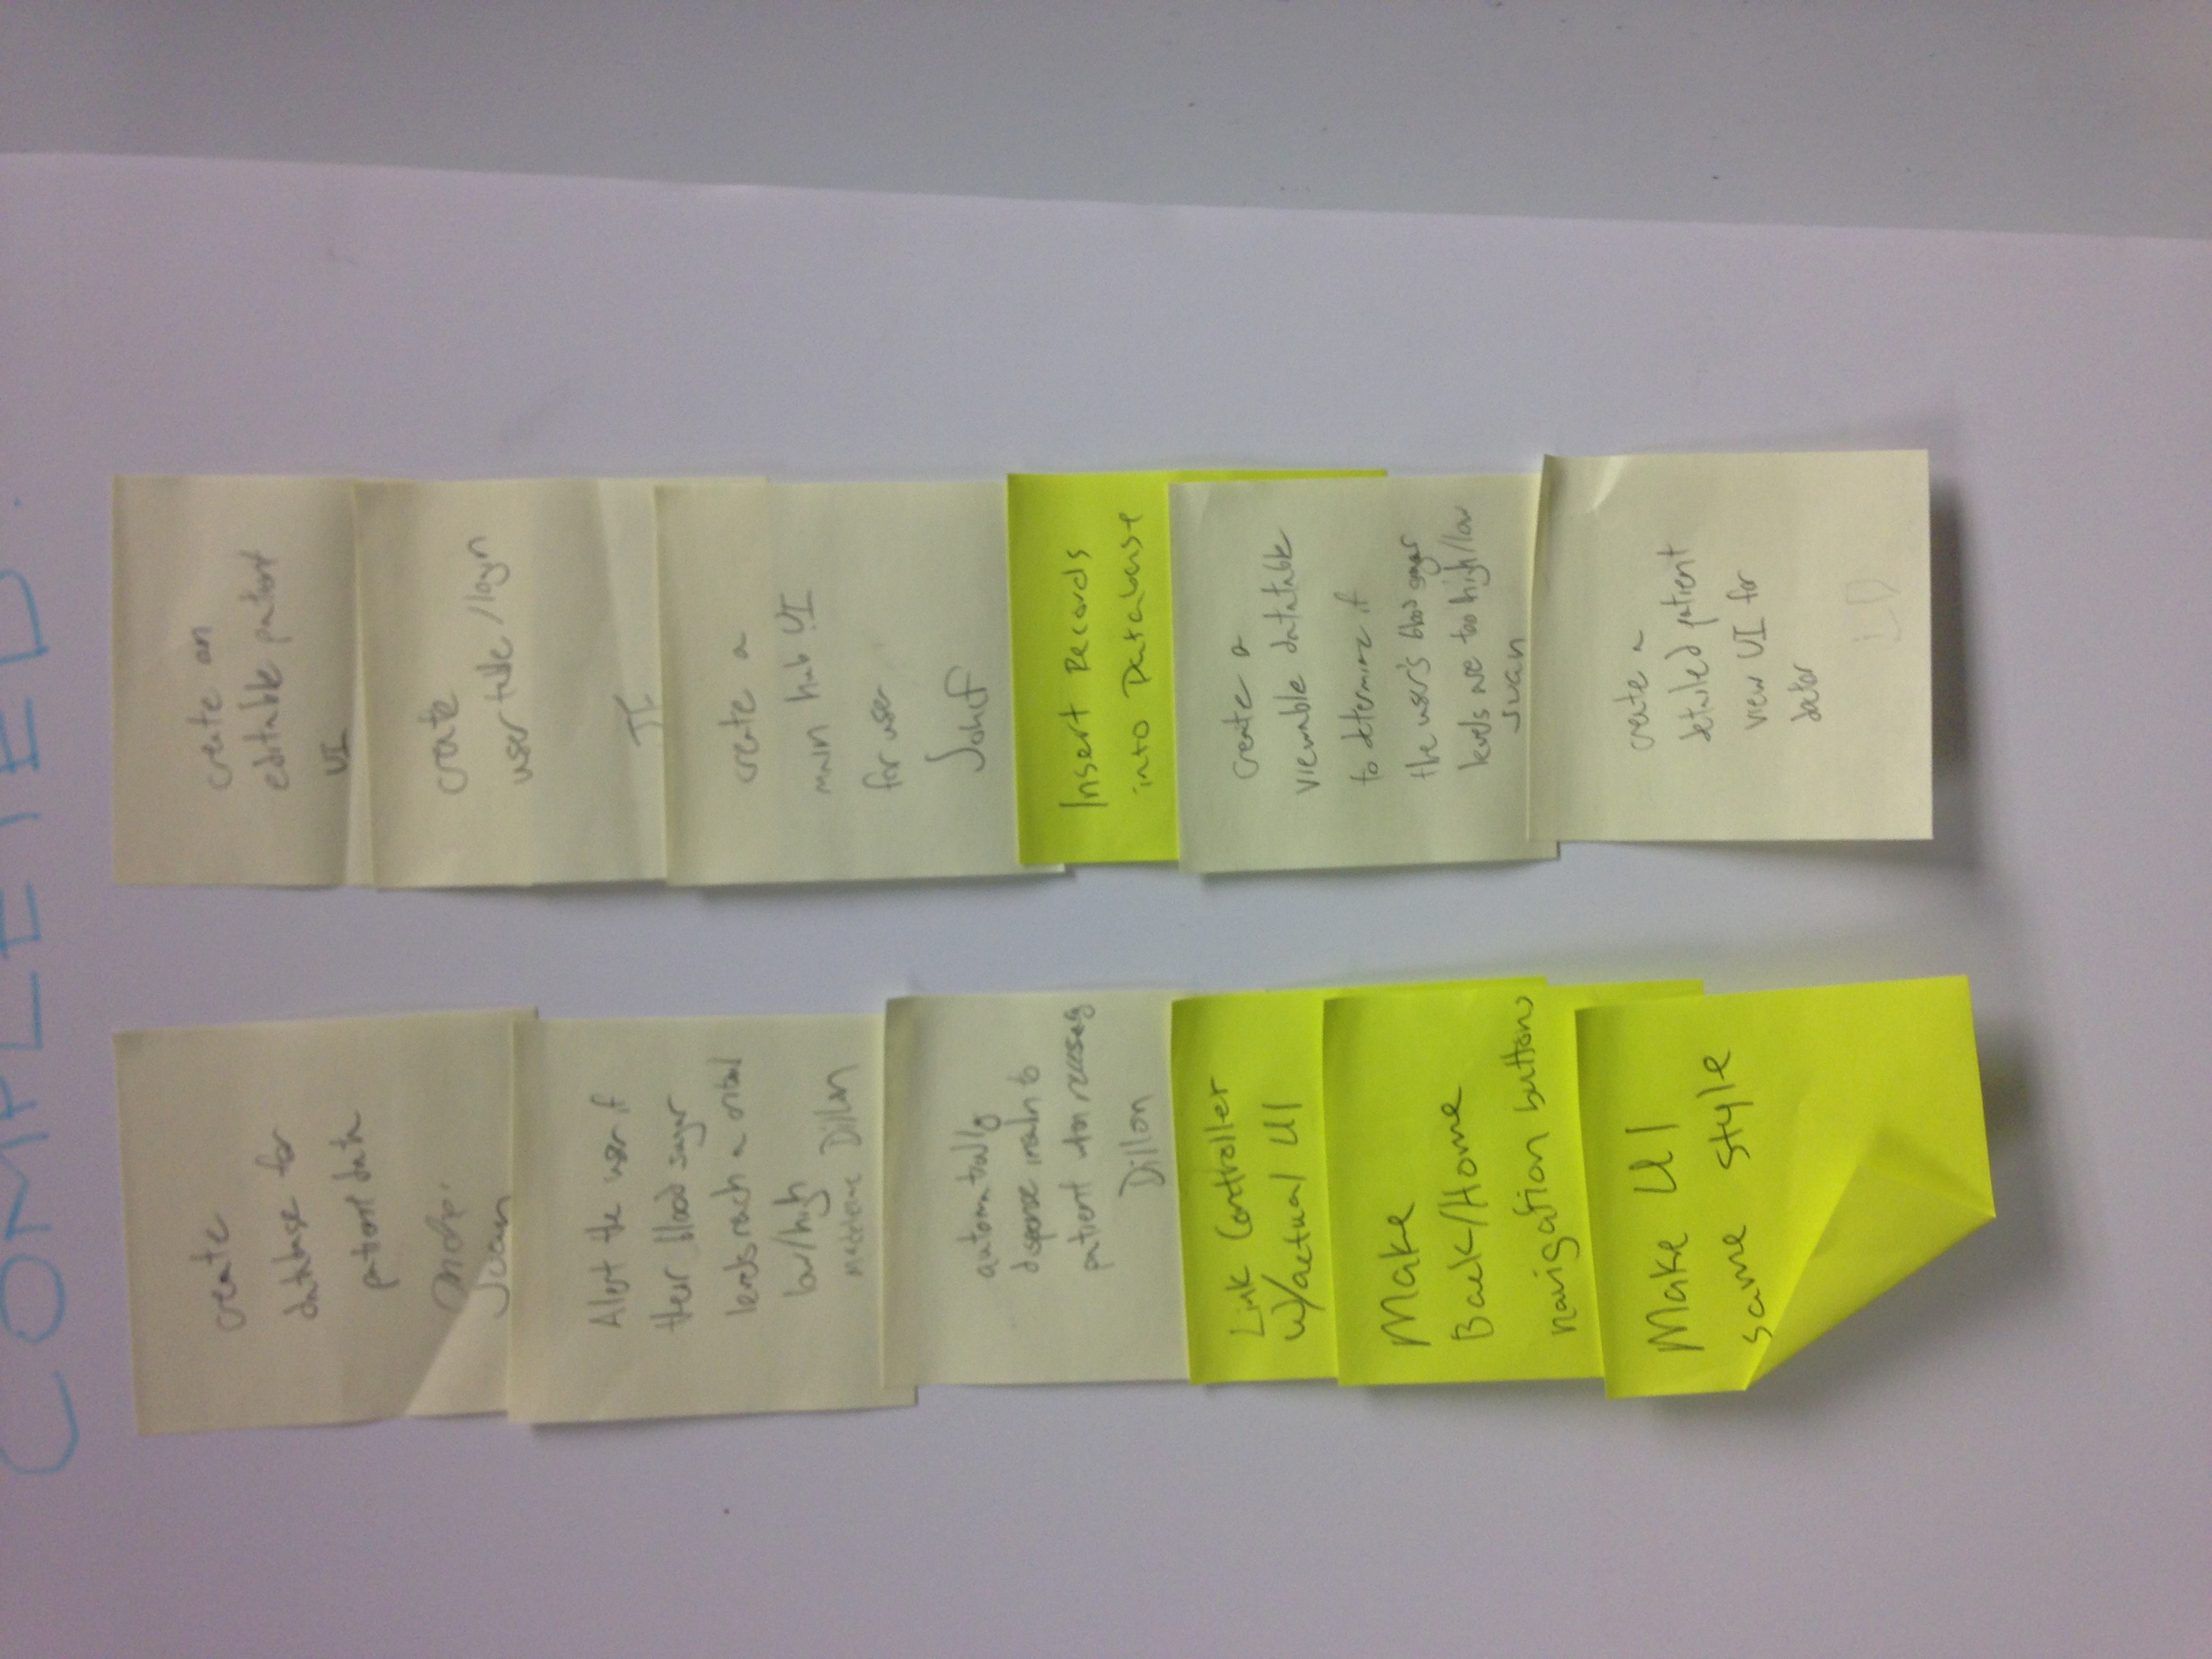 COMPLETED:
create
database for
patient data
Juan
Alert the user if
their blood sugar
levels reach a critical
low/high
Madeleine Dillon
automatically
dispense insulin to
patient when necessary
Dillon
Link Controller
w/actual UI
Make
Back/Home
navigation buttons
Make UI
same style
create an
editable patient
UI
create
user table/login
JF
create a
main hub UI
for user
Insert Records
into Database
create a
viewable datatable
to determine if
the user's blood sugar
levels are too high/low
Juan
create a
detailed patient
view UI for
doctor
LD